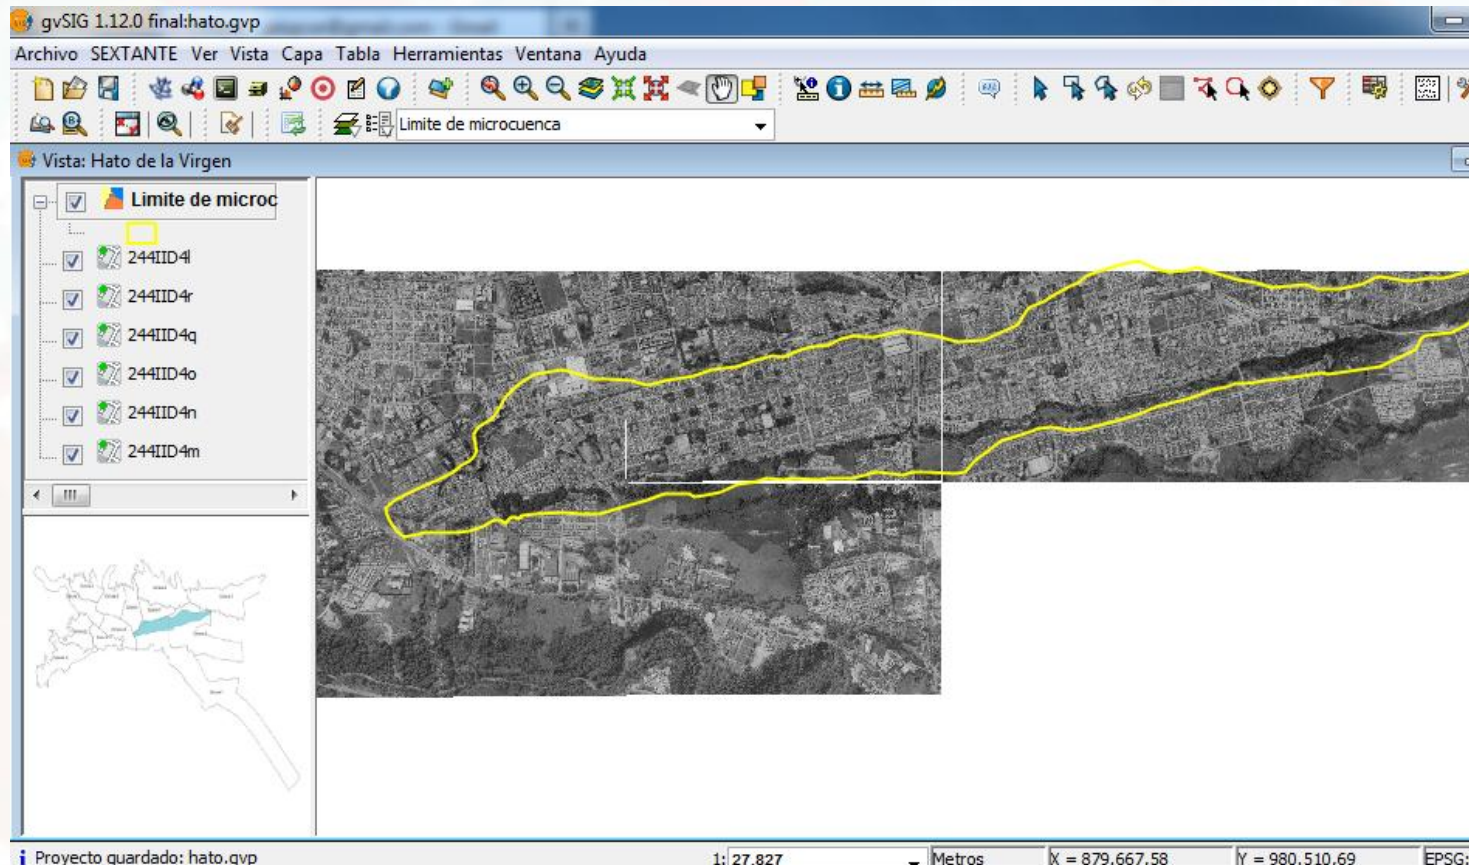 gvSIG 1.12.0 final:hato.gvp
Archivo SEXTANTE Ver Vista Capa Tabla Herramientas Ventana Ayuda
Limite de microcuenca
Vista: Hato de la Virgen
Limite de microc
244IID4l
244IID4r
244IID4q
244IID4o
244IID4n
244IID4m
Proyecto guardado: hato.gvp
1: 27.827
Metros
X = 879.667,58
Y = 980.510,69
EPSG: